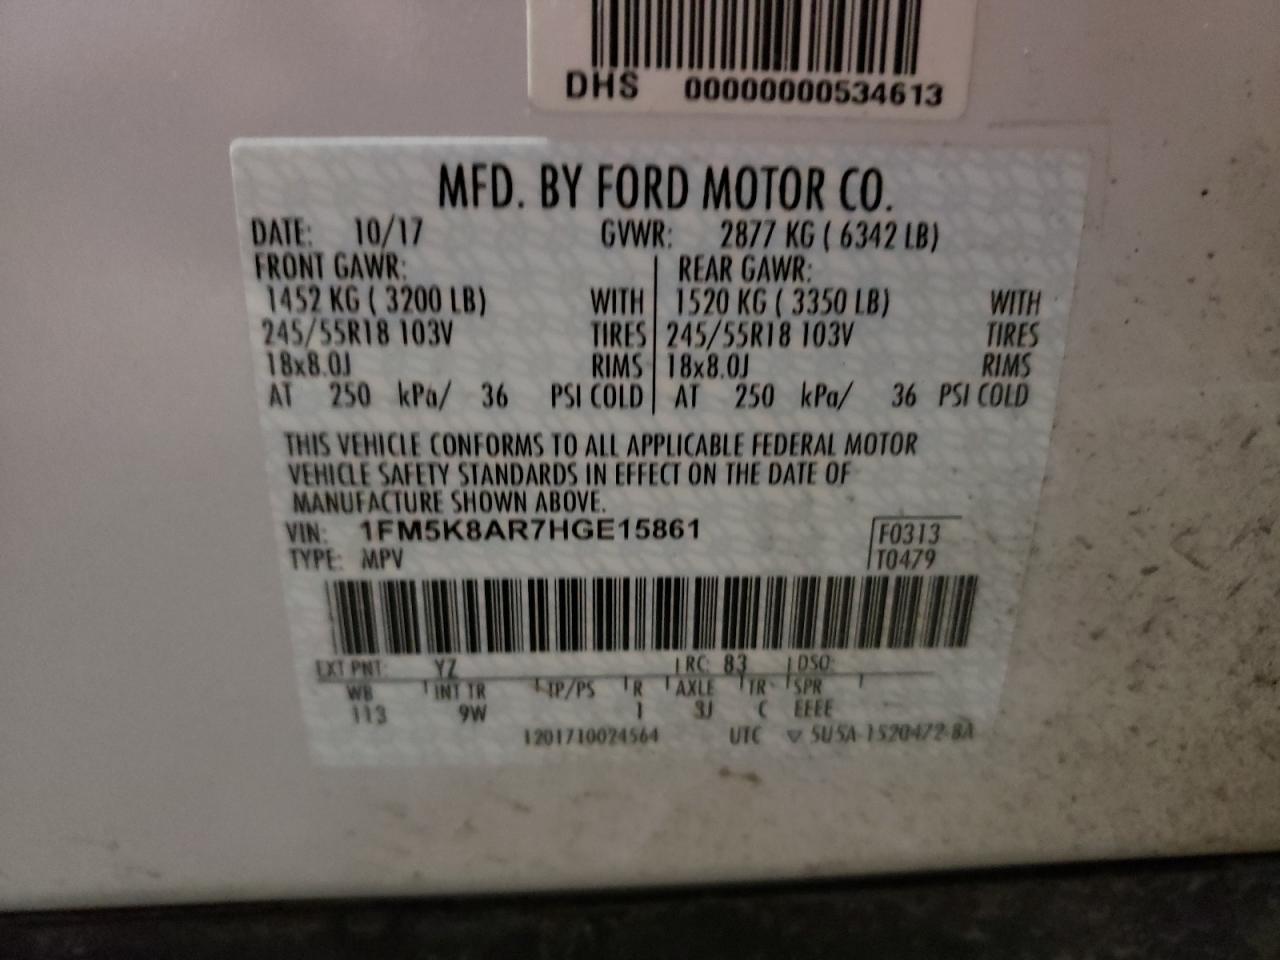 DHS 00000000534613
MFD. BY FORD MOTOR CO.
DATE: 10/17 GVWR: 2877 KG ( 6342 LB)
FRONT GAWR: REAR GAWR:
1452 KG ( 3200 LB) WITH 1520 KG ( 3350 LB) WITH
245/55R18 103V TIRES 245/55R18 103V TIRES
18x8.0J RIMS 18x8.0J RIMS
AT 250 kPa/ 36 PSI COLD AT 250 kPa/ 36 PSI COLD
THIS VEHICLE CONFORMS TO ALL APPLICABLE FEDERAL MOTOR
VEHICLE SAFETY STANDARDS IN EFFECT ON THE DATE OF
MANUFACTURE SHOWN ABOVE.
VIN: 1FM5K8AR7HGE15861 F0313
TYPE: MPV T0479
EXT PNT: YZ RC: 83 DSO:
WB INT TR TP/PS R AXLE TR SPR
113 9W 1 3J C EEEE
1201710024564 UTC ▽ 5U5A-1520472-BA